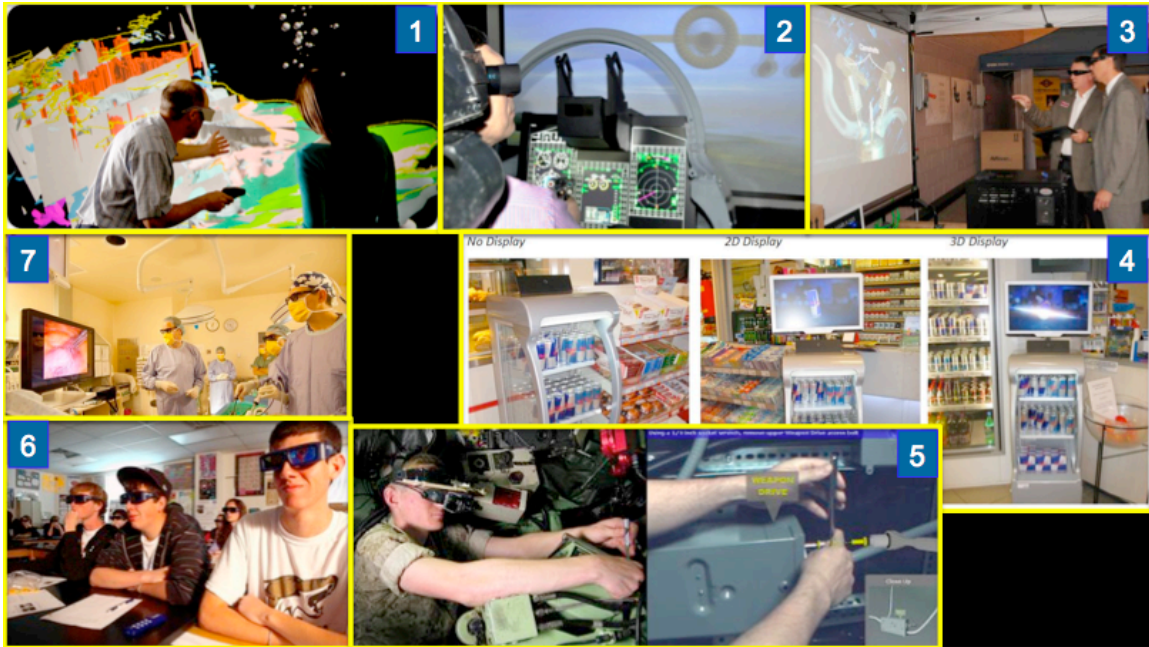 1
2
3
7
No Display
2D Display
3D Display
4
6
5
WEAPON
DRIVE
Close Up